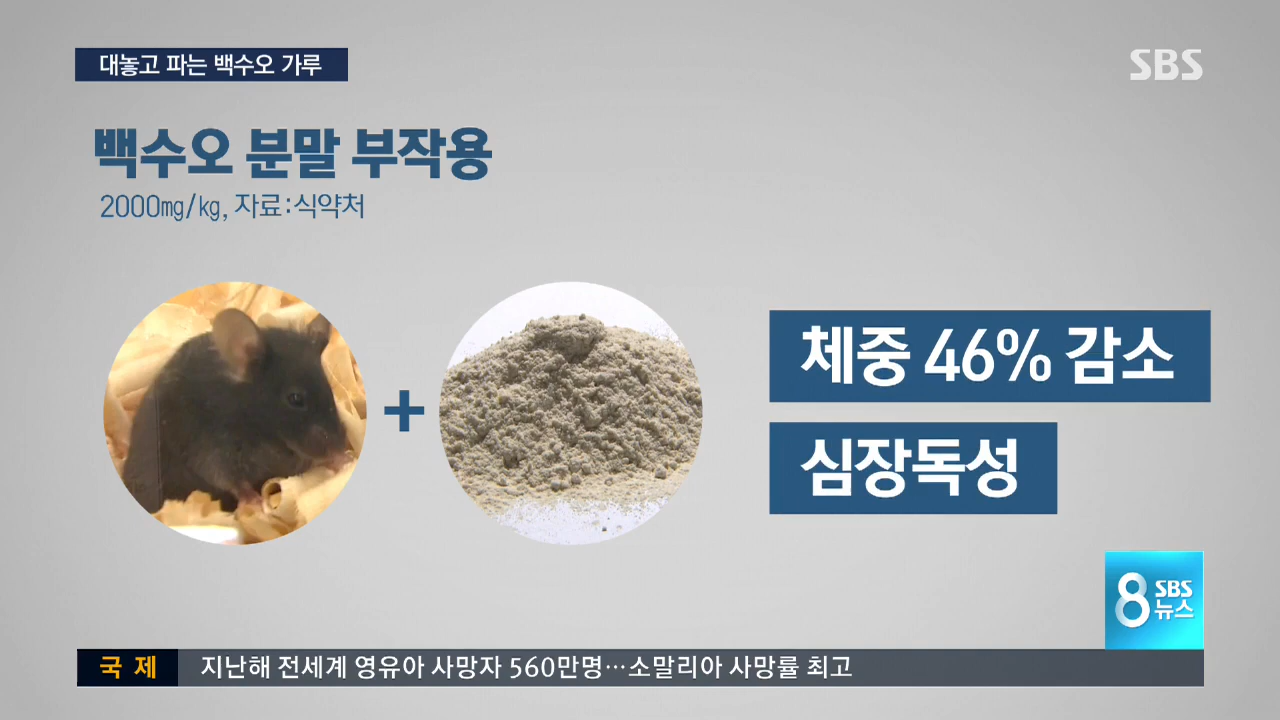 대놓고 파는 백수오 가루
SBS
백수오 분말 부작용
2000㎎/㎏, 자료:식약처
+
체중 46% 감소
심장독성
8 SBS 뉴스
국제 지난해 전세계 영유아 사망자 560만명…소말리아 사망률 최고